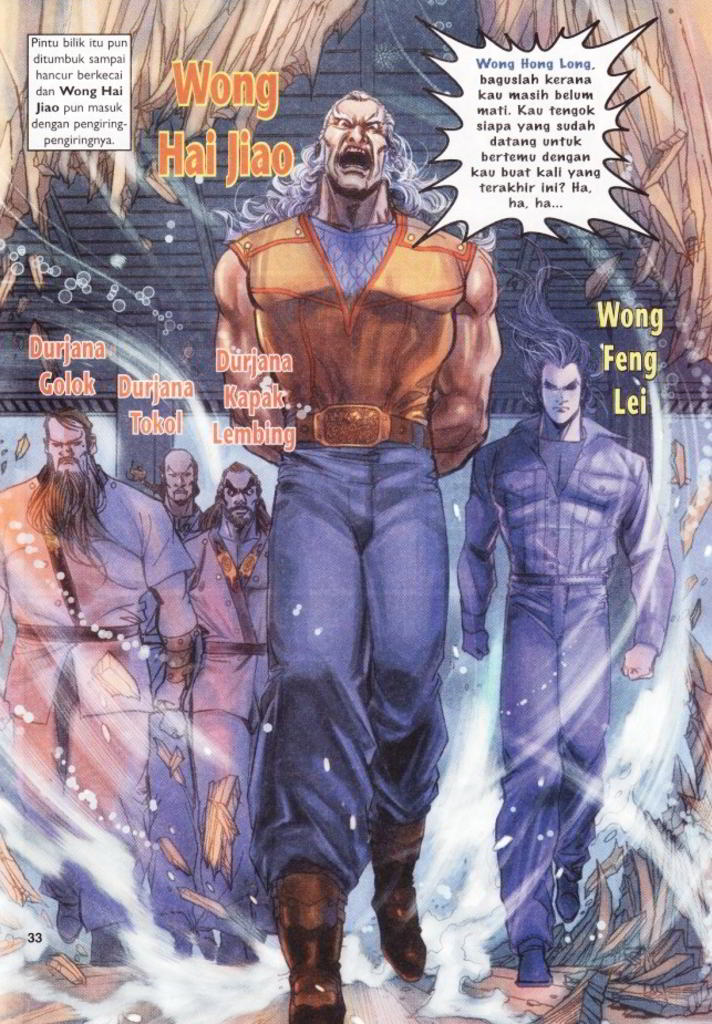 Pintu bilik itu pun
ditumbuk sampai
hancur berkecai
dan Wong Hai
Jiao pun masuk
dengan pengiring-
pengiringnya.
Wong
Hai Jiao
Wong Hong Long,
baguslah kerana
kau masih belum
mati. Kau tengok
siapa yang sudah
datang untuk
bertemu dengan
kau buat kali yang
terakhir ini? Ha,
ha, ha...
Durjana
Golok
Durjana
Tokol
Durjana
Kapak
Lembing
Wong
Feng
Lei
33